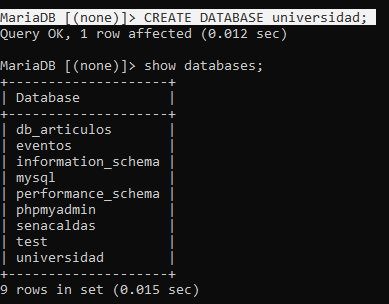 MariaDB [(none)]> CREATE DATABASE universidad;
Query OK, 1 row affected (0.012 sec)
MariaDB [(none)]> show databases;
+--------------------+
| Database           |
+--------------------+
| db_articulos       |
| eventos            |
| information_schema |
| mysql              |
| performance_schema |
| phpmyadmin         |
| senacaldas         |
| test               |
| universidad        |
+--------------------+
9 rows in set (0.015 sec)